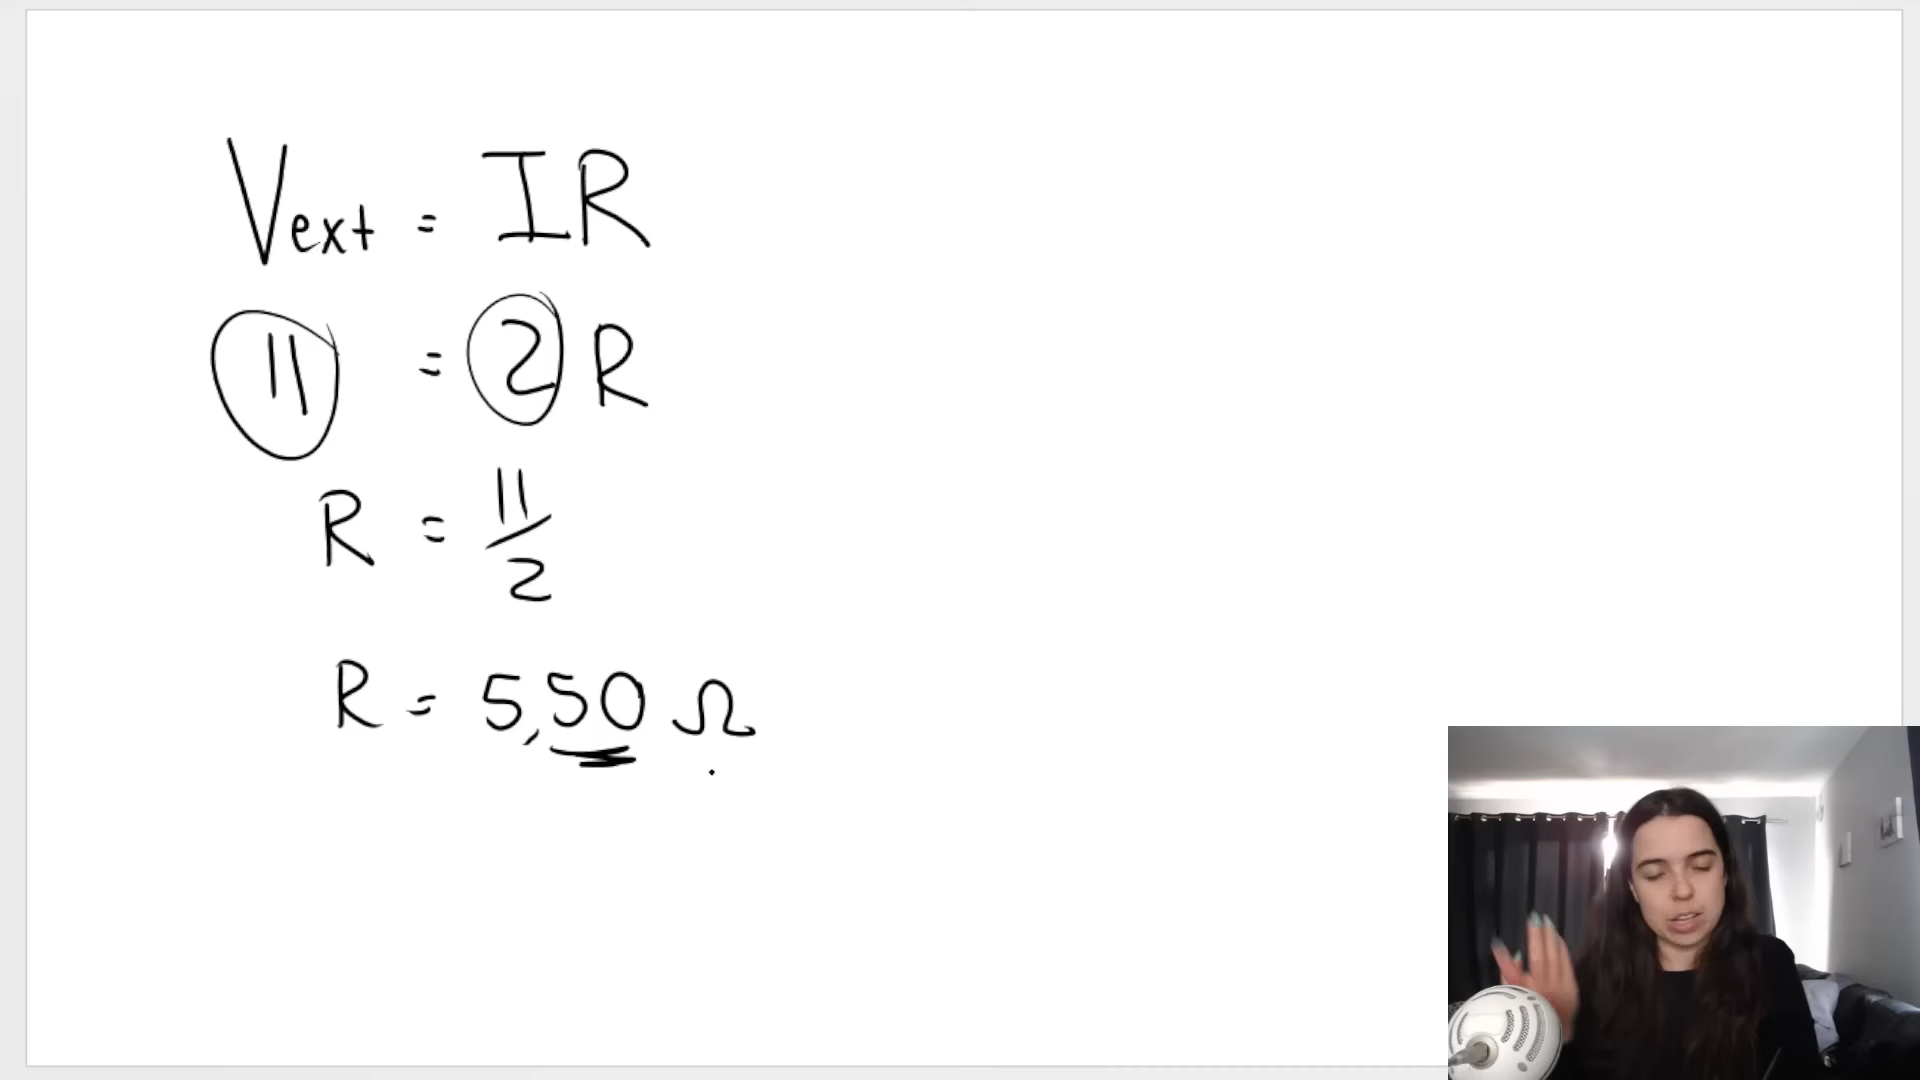 Vext = IR
11 = 2 R
R = 11/2
R = 5,50 Ω